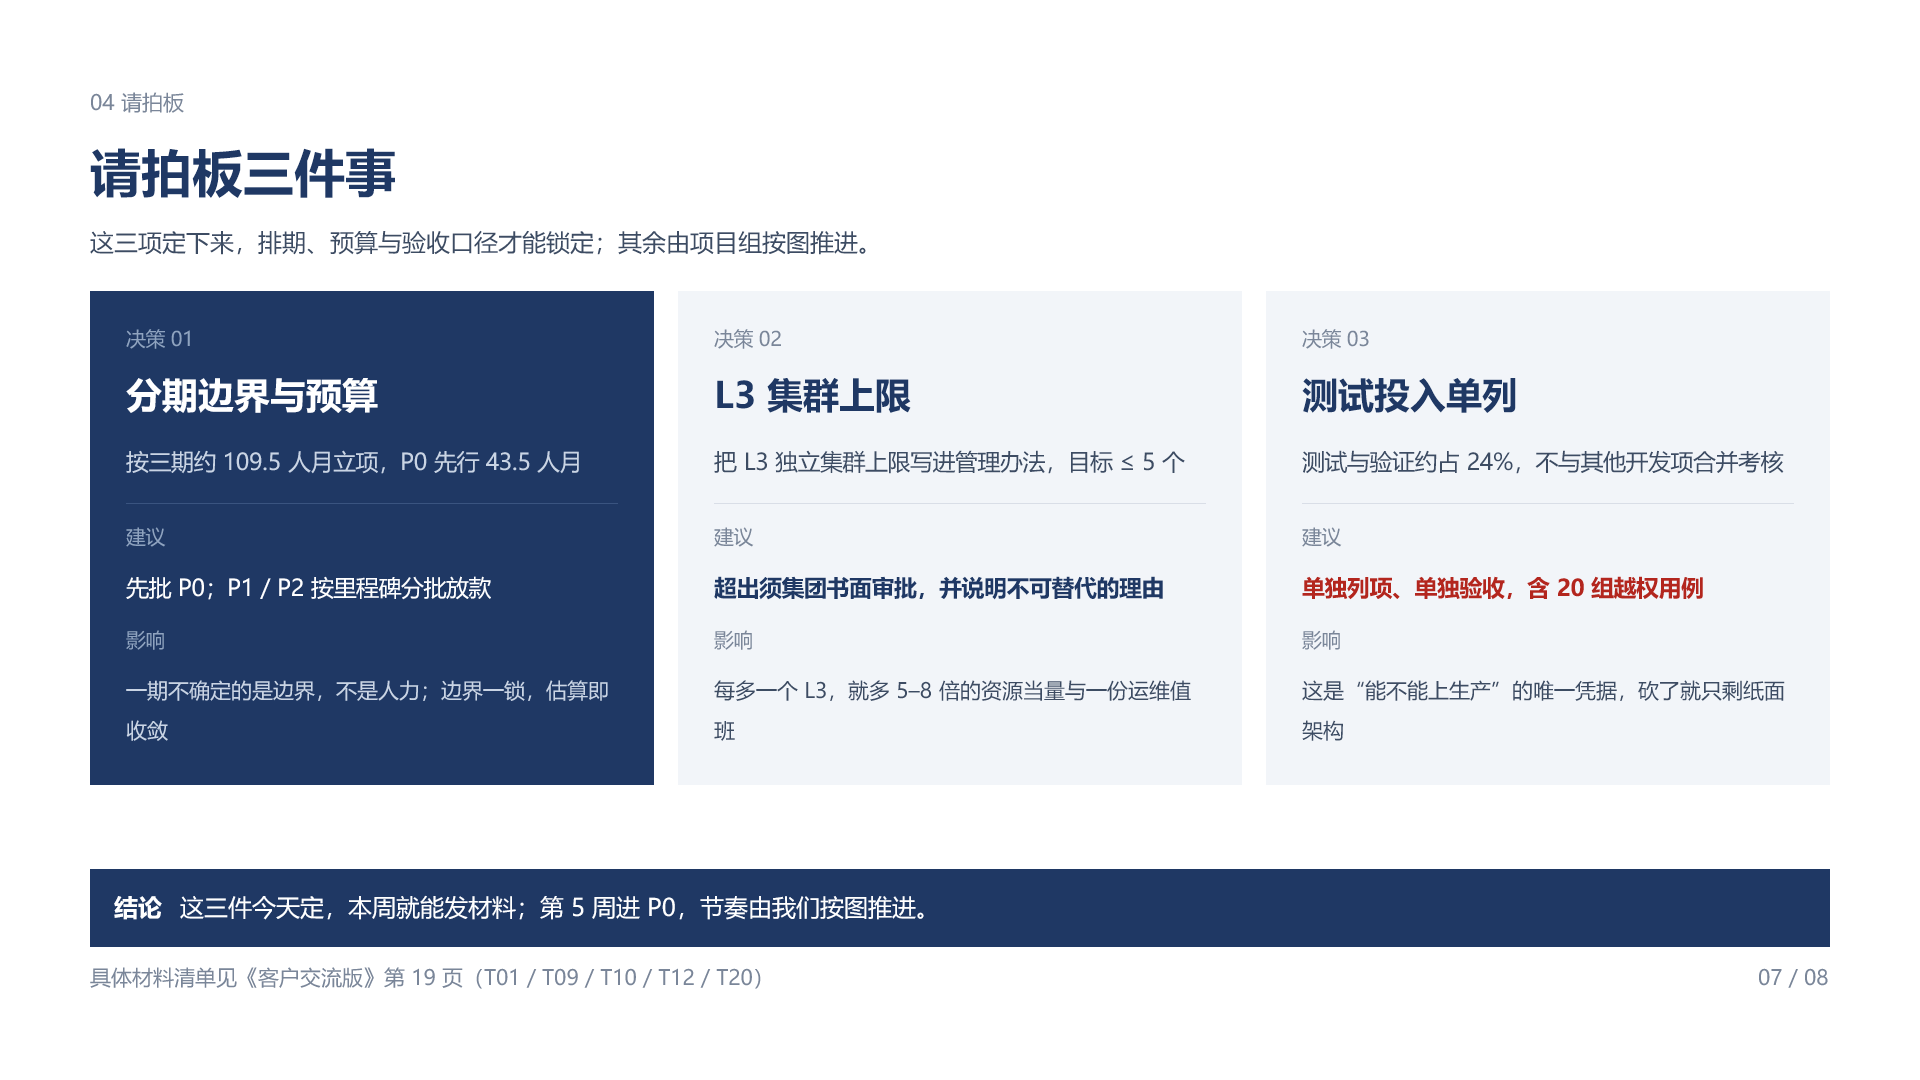 04 请拍板
请拍板三件事
这三项定下来，排期、预算与验收口径才能锁定；其余由项目组按图推进。
决策 01
分期边界与预算
按三期约 109.5 人月立项，P0 先行 43.5 人月
建议
先批 P0；P1 / P2 按里程碑分批放款
影响
一期不确定的是边界，不是人力；边界一锁，估算即
收敛
决策 02
L3 集群上限
把 L3 独立集群上限写进管理办法，目标 ≤ 5 个
建议
超出须集团书面审批，并说明不可替代的理由
影响
每多一个 L3，就多 5–8 倍的资源当量与一份运维值
班
决策 03
测试投入单列
测试与验证约占 24%，不与其他开发项合并考核
建议
单独列项、单独验收，含 20 组越权用例
影响
这是“能不能上生产”的唯一凭据，砍了就只剩纸面
架构
结论 这三件今天定，本周就能发材料；第 5 周进 P0，节奏由我们按图推进。
具体材料清单见《客户交流版》第 19 页（T01 / T09 / T10 / T12 / T20）
07 / 08